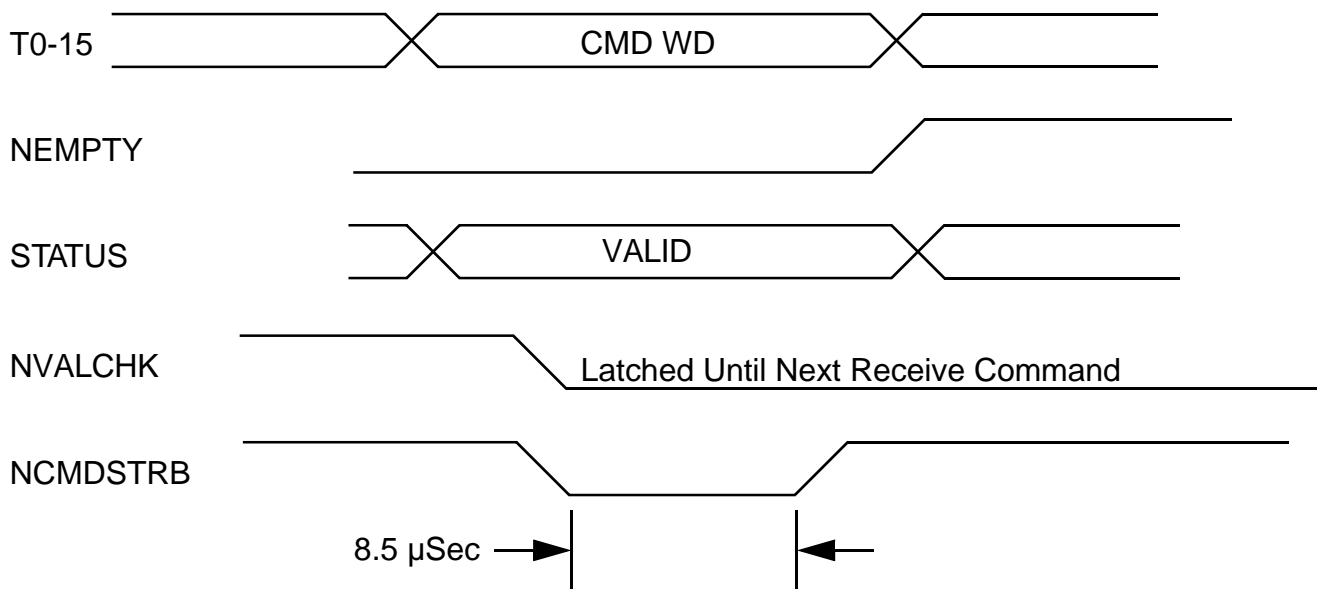 T0-15
CMD WD
NEMPTY
STATUS
VALID
NVALCHK
Latched Until Next Receive Command
NCMDSTRB
8.5 µSec